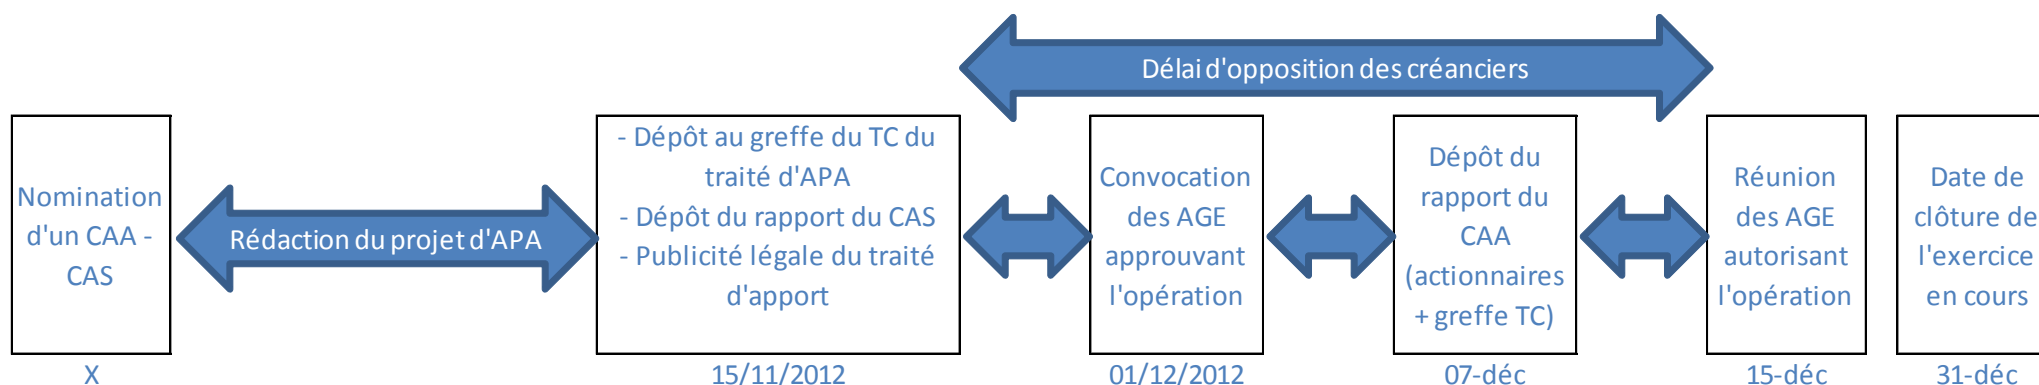 Délai d'opposition des créanciers
Nomination
d'un CAA -
CAS
Rédaction du projet d'APA
- Dépôt au greffe du TC du
traité d'APA
- Dépôt du rapport du CAS
- Publicité légale du traité
d'apport
Convocation
des AGE
approuvant
l'opération
Dépôt du
rapport du
CAA
(actionnaires
+ greffe TC)
Réunion
des AGE
autorisant
l'opération
Date de
clôture de
l'exercice
en cours
X
15/11/2012
01/12/2012
07-déc
15-déc
31-déc